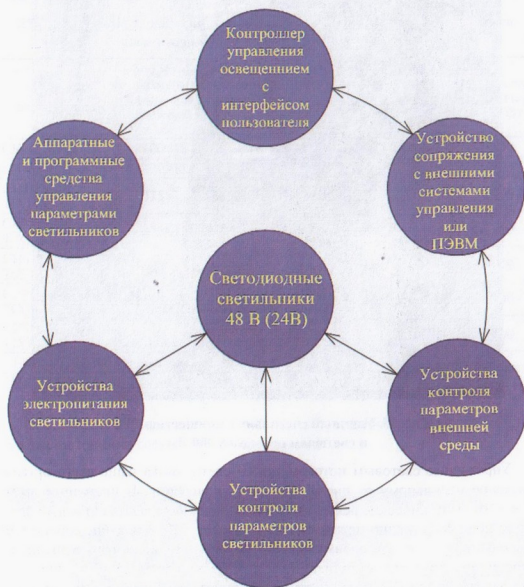 Контроллер
управления
освещением
с
интерфейсом
пользователя
Аппаратные
и программные
средства
управления
параметрами
светильников
Устройство
сопряжения
с внешними
системами
управления
или
ПЭВМ
Светодиодные
светильники
48 В (24В)
Устройства
электропитания
светильников
Устройства
контроля
параметров
внешней
среды
Устройства
контроля
параметров
светильников